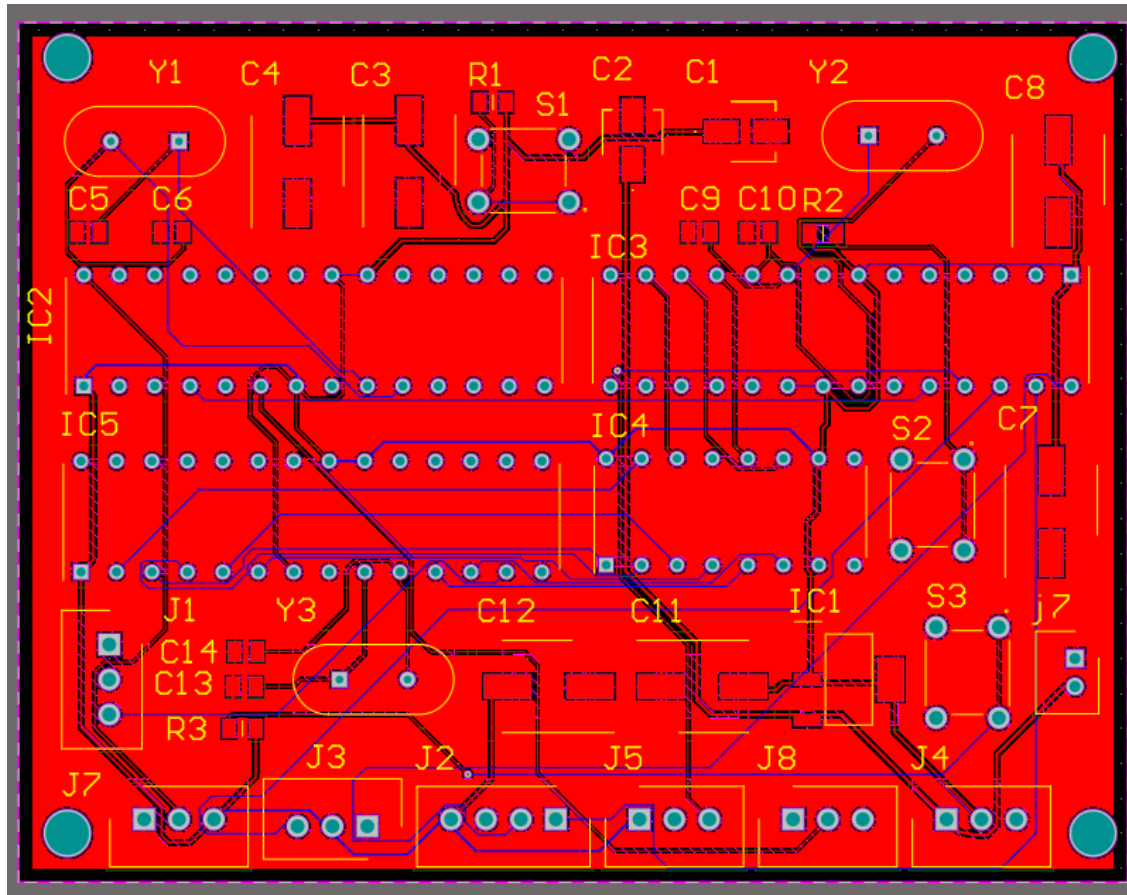 Y1 C4 C3 R1 S1 C2 C1 Y2 C8
C5 C6 C9 C10 R2
IC2 IC3
IC5 IC4 S2 C7
J1 Y3 C12 C11 IC1 S3 j7
C14
C13
R3
J7 J3 J2 J5 J8 J4